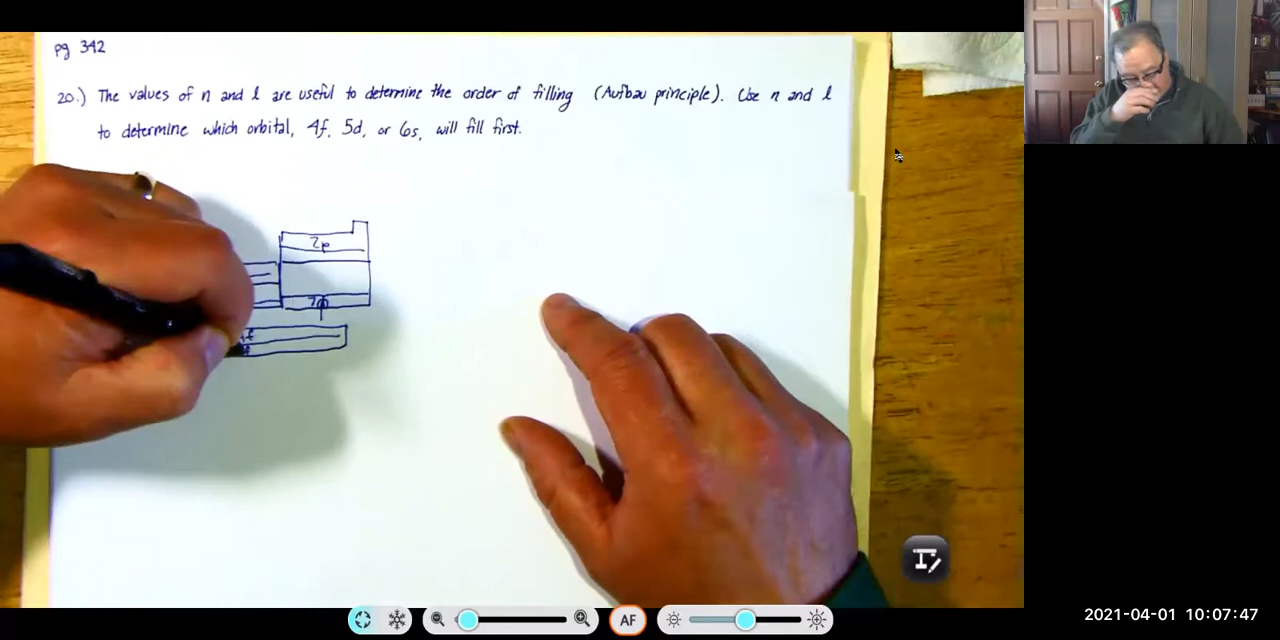 pg 342
20.) The values of n and l are useful to determine the order of filling (Aufbau principle). Use n and l
to determine which orbital, 4f, 5d, or 6s, will fill first.
2p
7p
4f
AF
2021-04-01 10:07:47